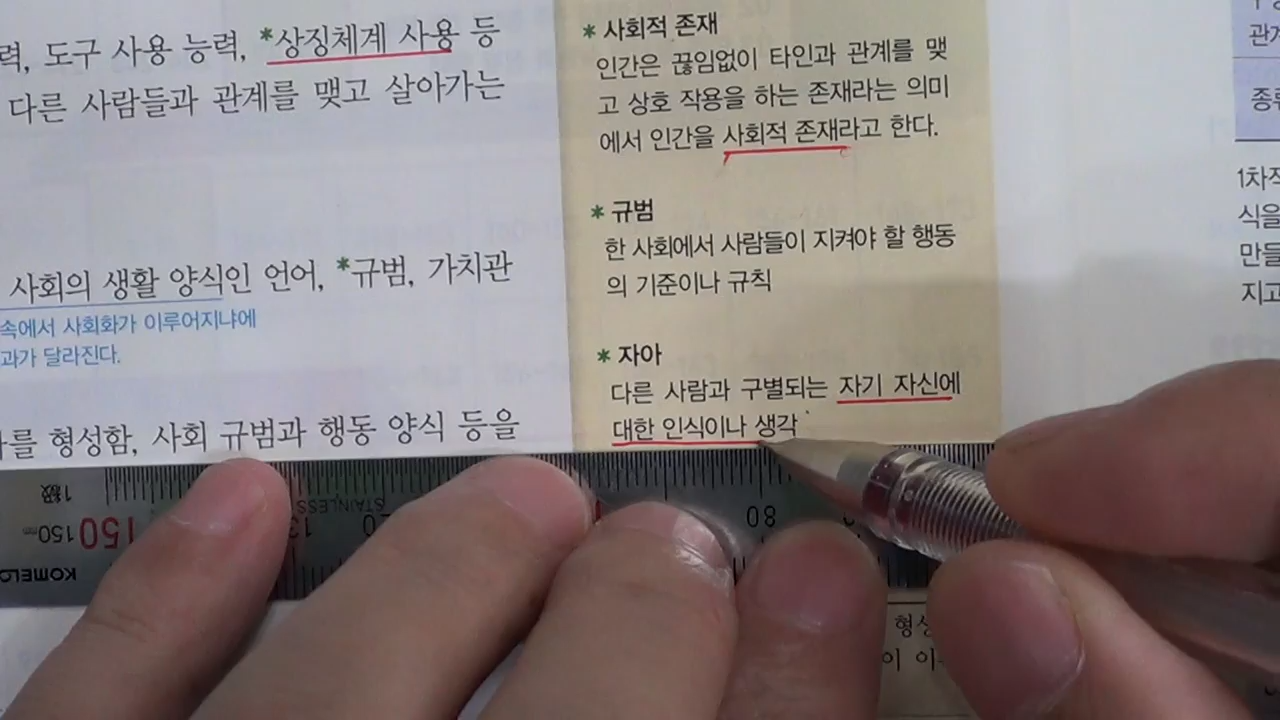 력, 도구 사용 능력, *상징체계 사용 등
다른 사람들과 관계를 맺고 살아가는
사회의 생활 양식인 언어, *규범, 가치관
속에서 사회화가 이루어지냐에
과가 달라진다.
를 형성함, 사회 규범과 행동 양식 등을
* 사회적 존재
인간은 끊임없이 타인과 관계를 맺
고 상호 작용을 하는 존재라는 의미
에서 인간을 사회적 존재라고 한다.
* 규범
한 사회에서 사람들이 지켜야 할 행동
의 기준이나 규칙
* 자아
다른 사람과 구별되는 자기 자신에
대한 인식이나 생각
관계
종류
1차적
식을
만들
지고
1級
150mm
150
STAINLESS
80
KOMELO
형성
이